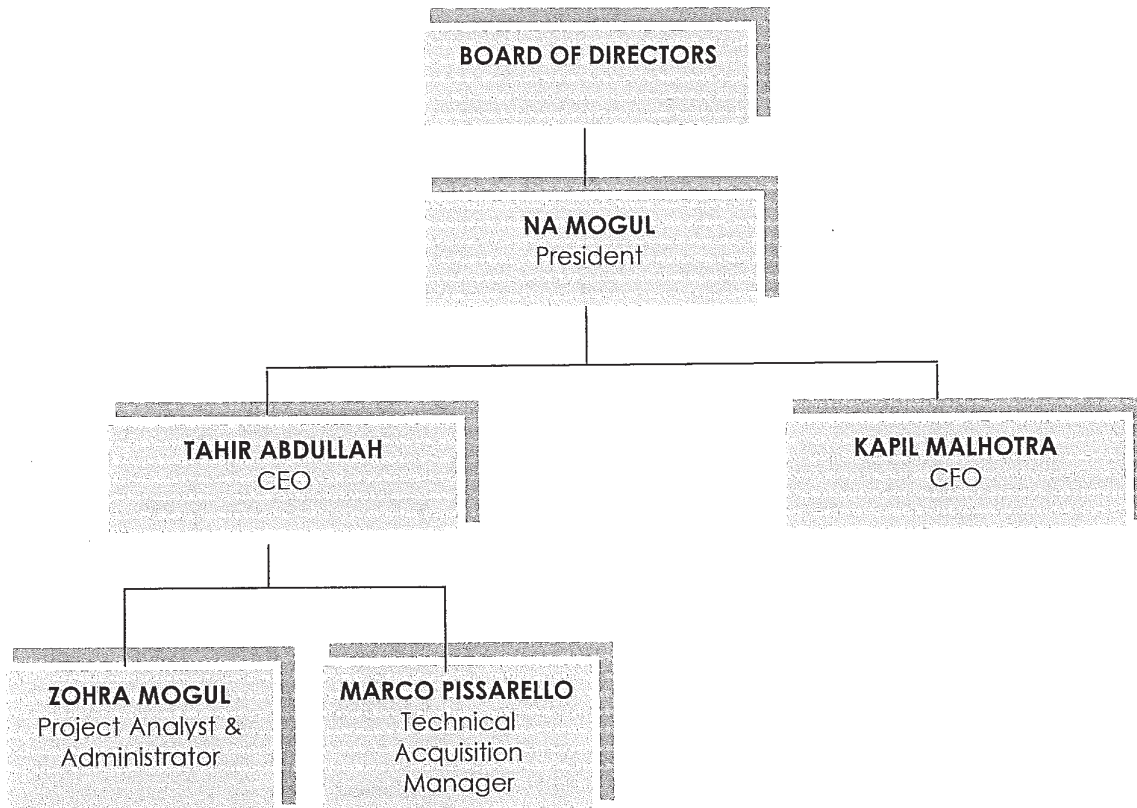 BOARD OF DIRECTORS
NA MOGUL
President
TAHIR ABDULLAH
CEO
KAPIL MALHOTRA
CFO
ZOHRA MOGUL
Project Analyst &
Administrator
MARCO PISSARELLO
Technical
Acquisition
Manager